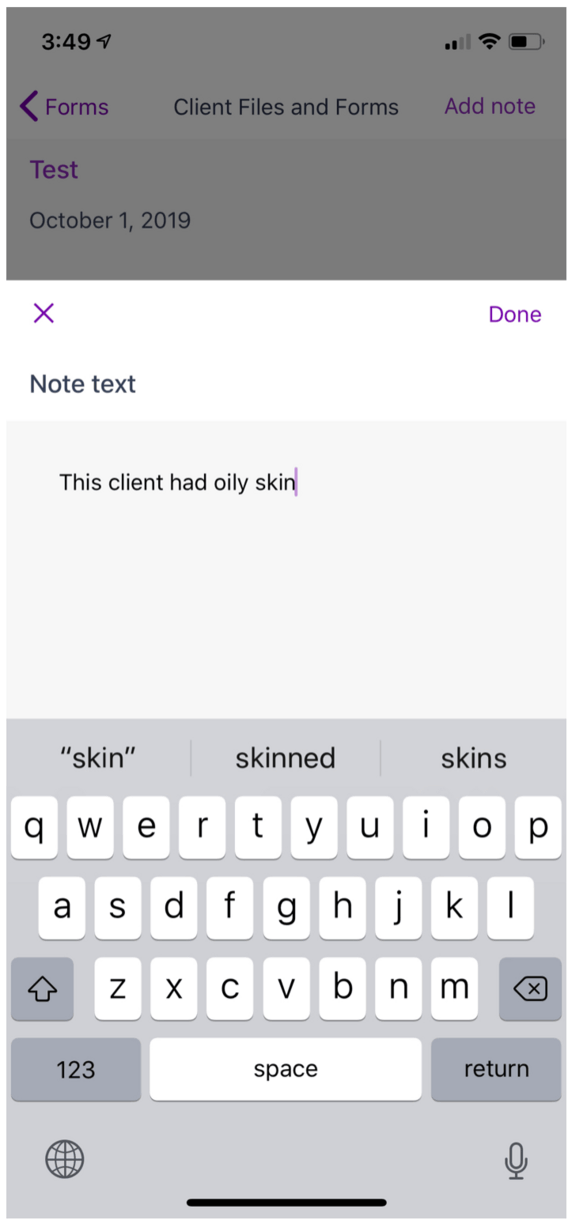 3:49
Forms Client Files and Forms Add note
Test
October 1, 2019
Done
Note text
This client had oily skin
“skin” skinned skins
q w e r t y u i o p
a s d f g h j k l
z x c v b n m
123 space return